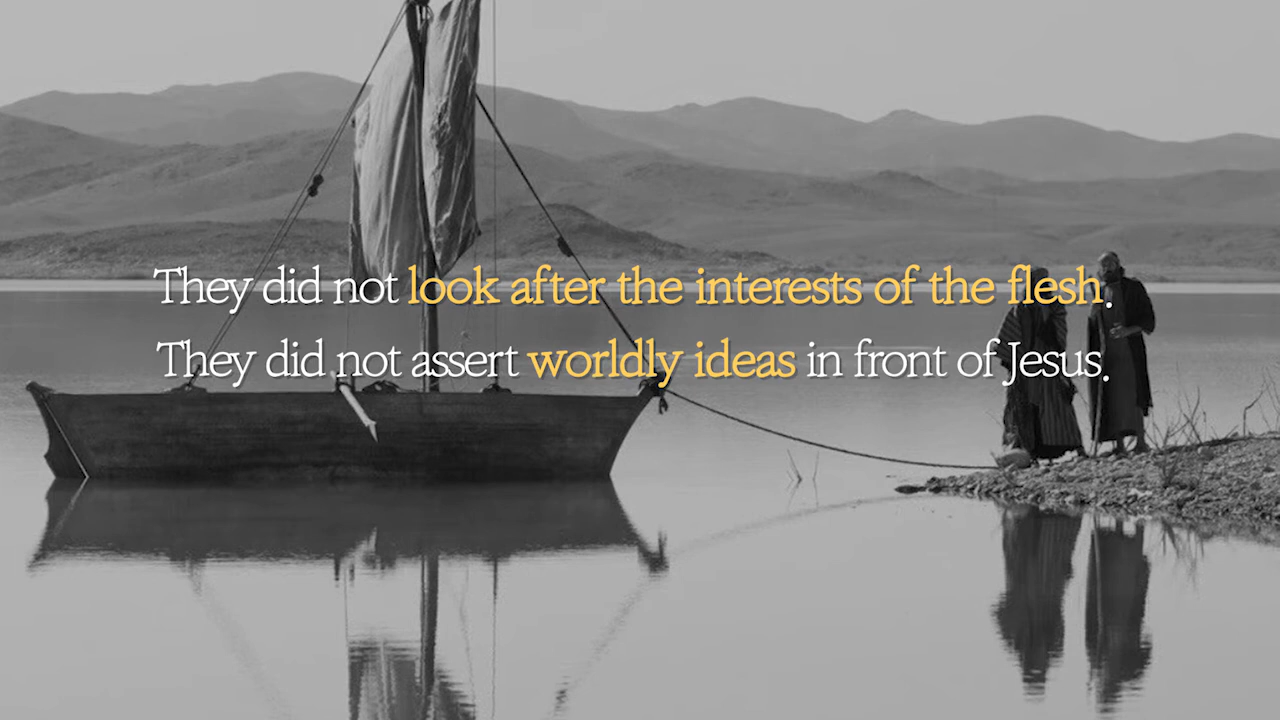 They did not look after the interests of the flesh.
They did not assert worldly ideas in front of Jesus.